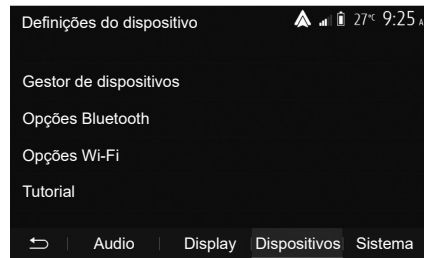 Definições do dispositivo
27°C 9:25 A
Gestor de dispositivos
Opções Bluetooth
Opções Wi-Fi
Tutorial
Audio Display Dispositivos Sistema